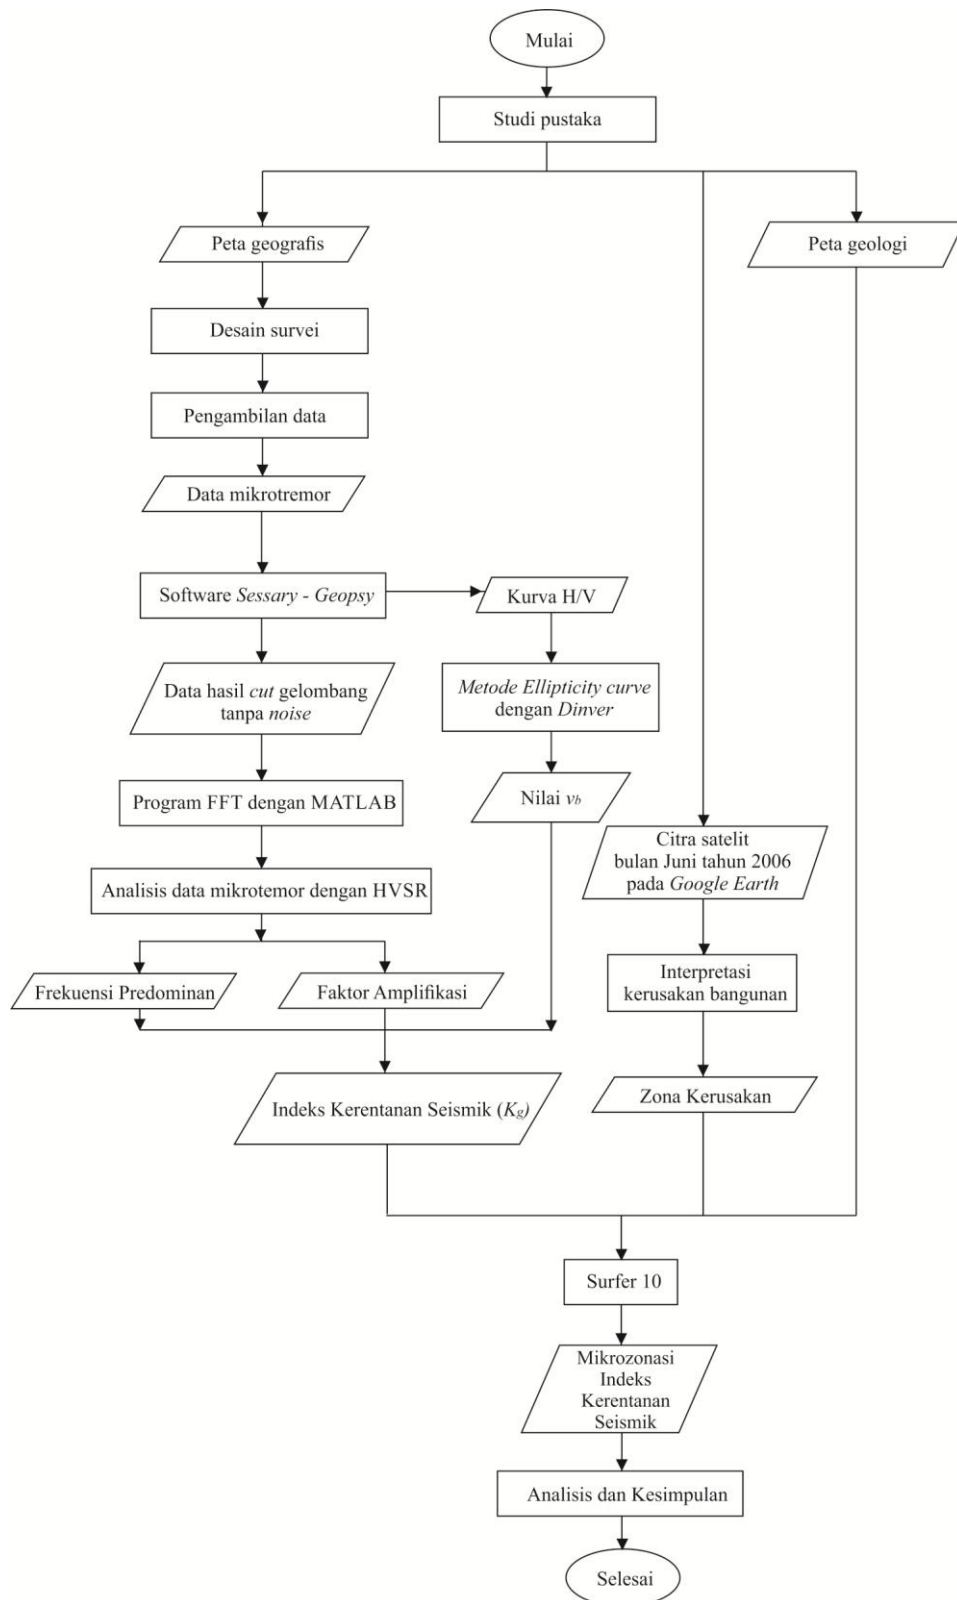 Mulai
Studi pustaka
Peta geografis
Peta geologi
Desain survei
Pengambilan data
Data mikrotremor
Software Sessary - Geopsy
Kurva H/V
Data hasil cut gelombang
tanpa noise
Metode Ellipticity curve
dengan Dinver
Program FFT dengan MATLAB
Nilai vb
Citra satelit
bulan Juni tahun 2006
pada Google Earth
Analisis data mikrotemor dengan HVSR
Frekuensi Predominan
Faktor Amplifikasi
Interpretasi
kerusakan bangunan
Indeks Kerentanan Seismik (Kg)
Zona Kerusakan
Surfer 10
Mikrozonasi
Indeks
Kerentanan
Seismik
Analisis dan Kesimpulan
Selesai